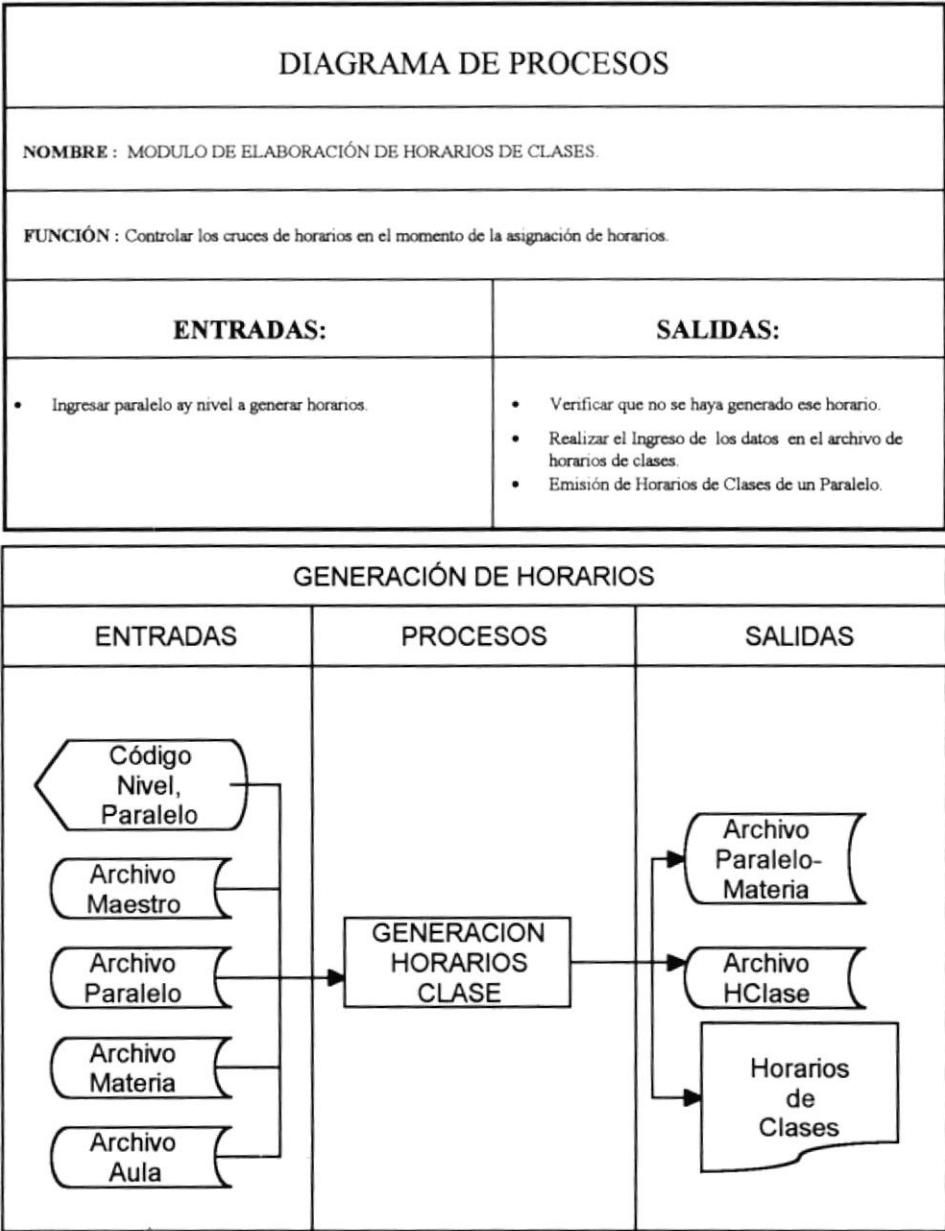 DIAGRAMA DE PROCESOS
NOMBRE : MODULO DE ELABORACIÓN DE HORARIOS DE CLASES.
FUNCIÓN : Controlar los cruces de horarios en el momento de la asignación de horarios.
ENTRADAS:
SALIDAS:
• Ingresar paralelo ay nivel a generar horarios.
• Verificar que no se haya generado ese horario.
• Realizar el Ingreso de los datos en el archivo de
horarios de clases.
• Emisión de Horarios de Clases de un Paralelo.
GENERACIÓN DE HORARIOS
ENTRADAS
PROCESOS
SALIDAS
Código
Nivel,
Paralelo
Archivo
Maestro
Archivo
Paralelo
Archivo
Materia
Archivo
Aula
GENERACION
HORARIOS
CLASE
Archivo
Paralelo-
Materia
Archivo
HClase
Horarios
de
Clases